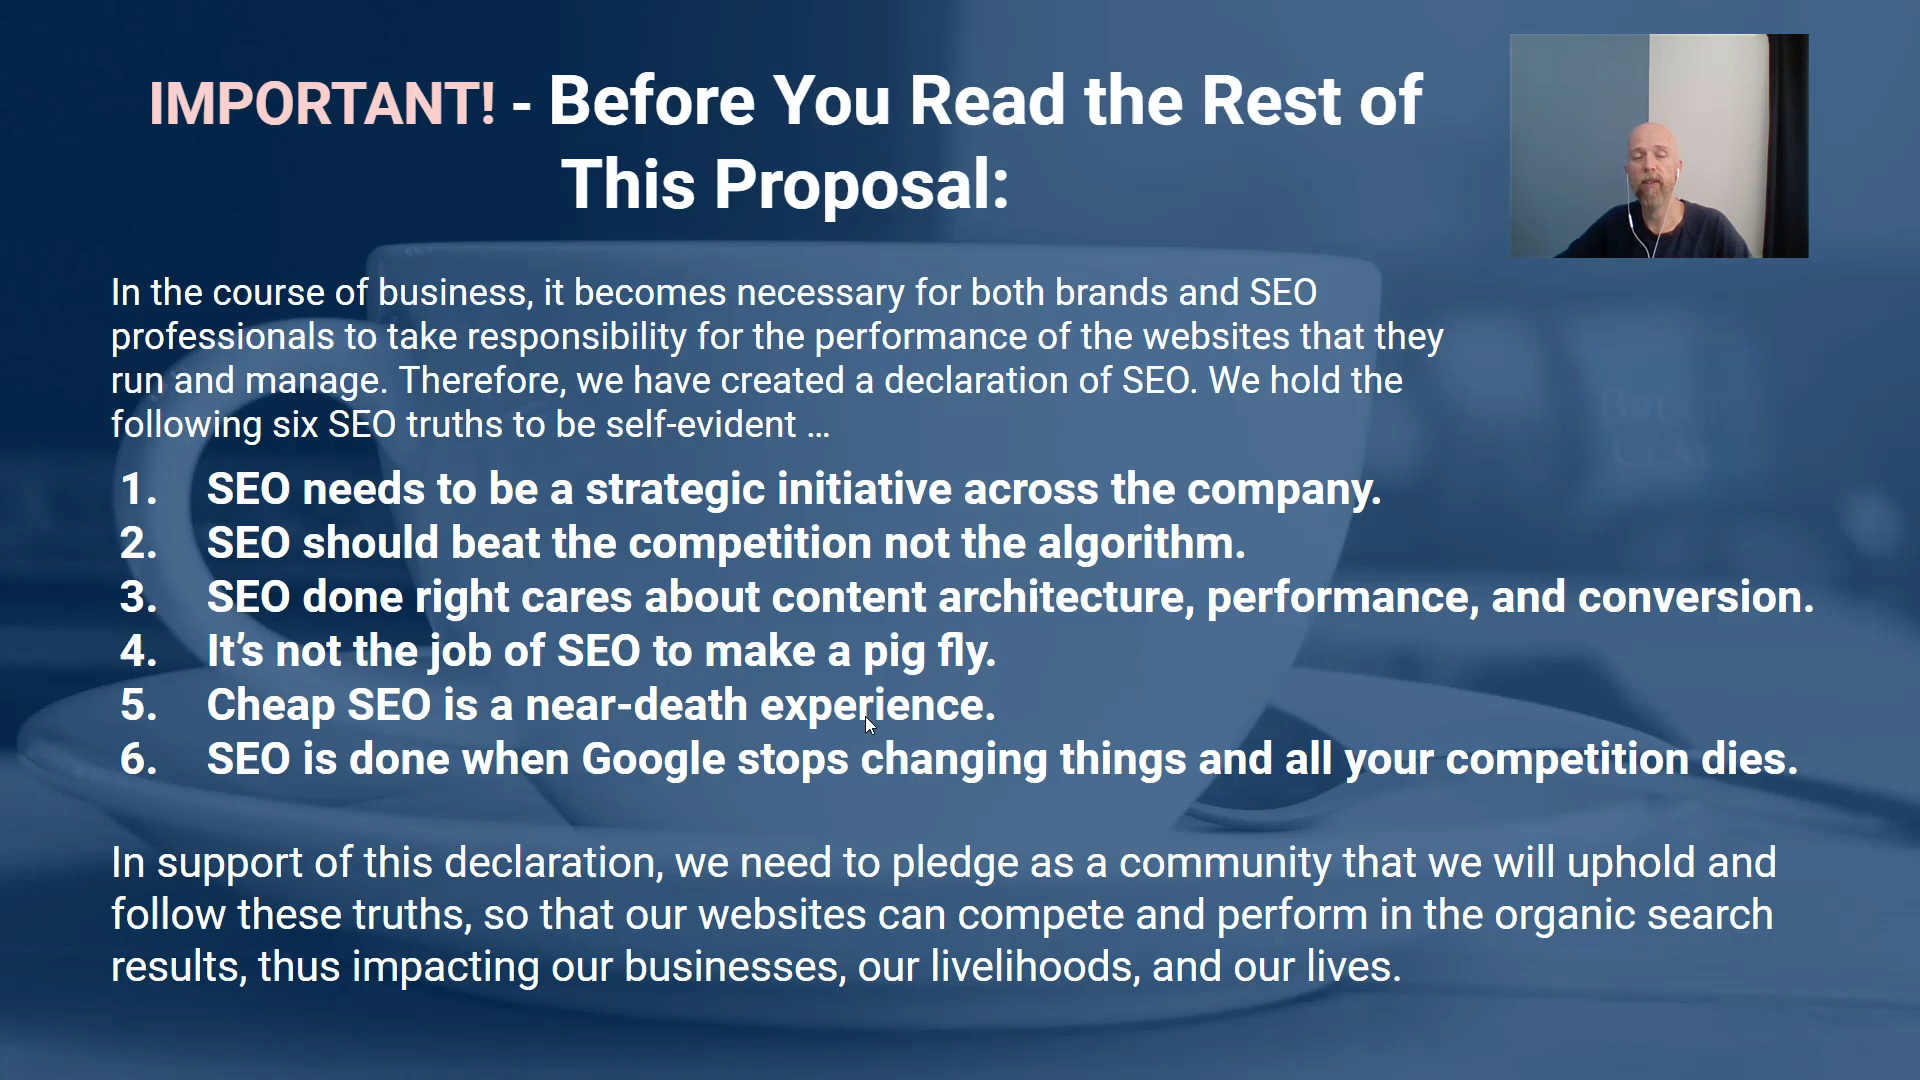 IMPORTANT! - Before You Read the Rest of
This Proposal:
In the course of business, it becomes necessary for both brands and SEO
professionals to take responsibility for the performance of the websites that they
run and manage. Therefore, we have created a declaration of SEO. We hold the
following six SEO truths to be self-evident ...
1. SEO needs to be a strategic initiative across the company.
2. SEO should beat the competition not the algorithm.
3. SEO done right cares about content architecture, performance, and conversion.
4. It’s not the job of SEO to make a pig fly.
5. Cheap SEO is a near-death experience.
6. SEO is done when Google stops changing things and all your competition dies.
In support of this declaration, we need to pledge as a community that we will uphold and
follow these truths, so that our websites can compete and perform in the organic search
results, thus impacting our businesses, our livelihoods, and our lives.